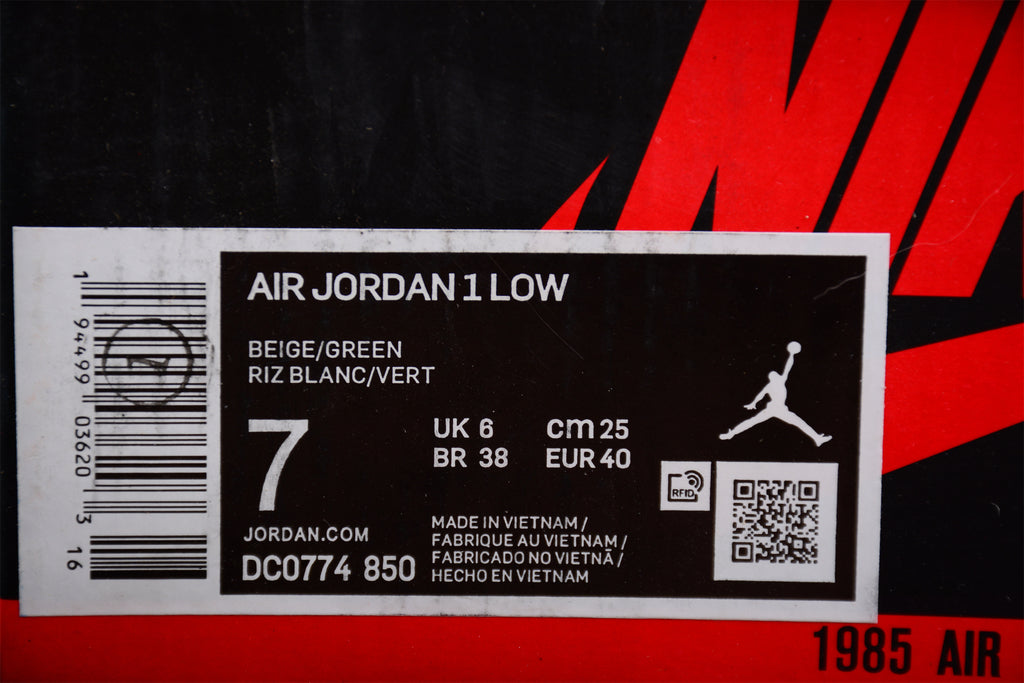 NIK
AIR JORDAN 1 LOW
BEIGE/GREEN
RIZ BLANC/VERT
7
UK 6 cm 25
BR 38 EUR 40
RFID
JORDAN.COM
DC0774 850
MADE IN VIETNAM /
FABRIQUE AU VIETNAM /
FABRICADO NO VIETNÃ /
HECHO EN VIETNAM
1 94499 03620 3 16
1985 AIR